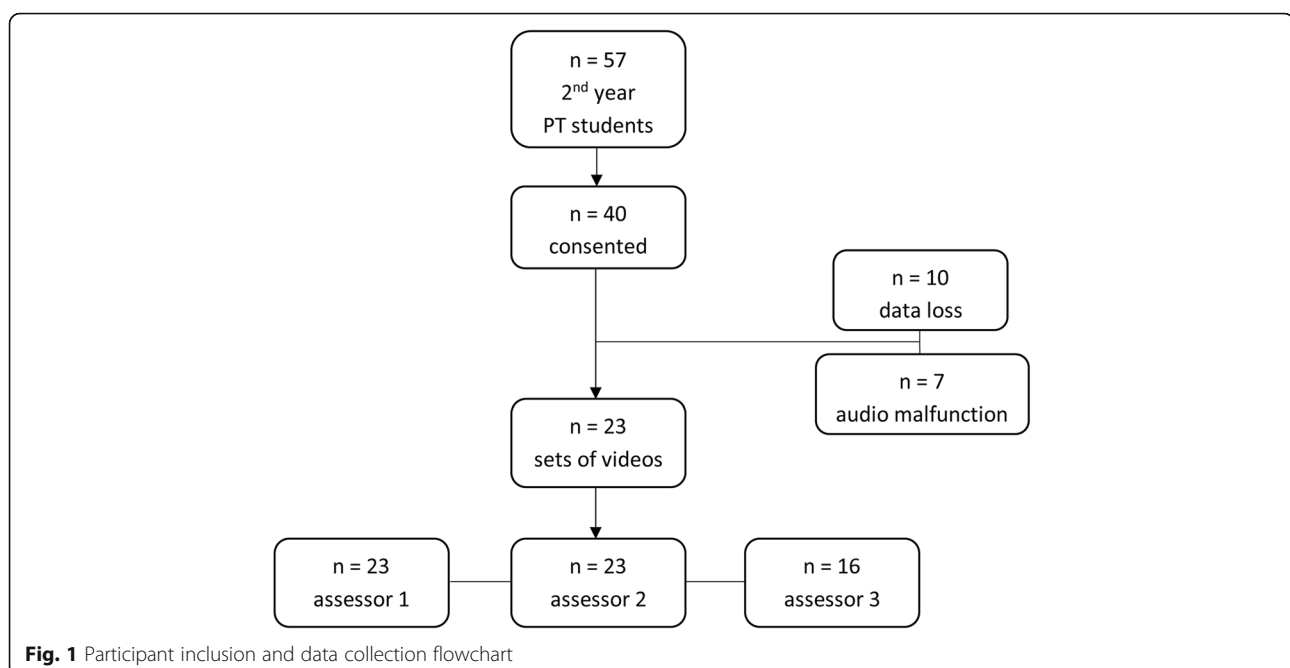 n = 57
2nd year
PT students
n = 40
consented
n = 10
data loss
n = 7
audio malfunction
n = 23
sets of videos
n = 23
assessor 1
n = 23
assessor 2
n = 16
assessor 3
Fig. 1 Participant inclusion and data collection flowchart